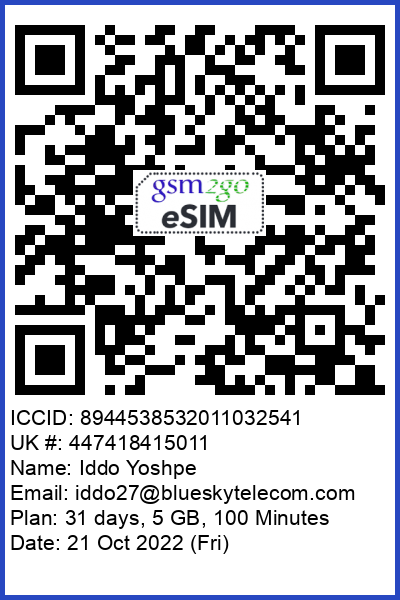 gsm2go
eSIM
ICCID: 8944538532011032541
UK #: 447418415011
Name: Iddo Yoshpe
Email: iddo27@blueskytelecom.com
Plan: 31 days, 5 GB, 100 Minutes
Date: 21 Oct 2022 (Fri)